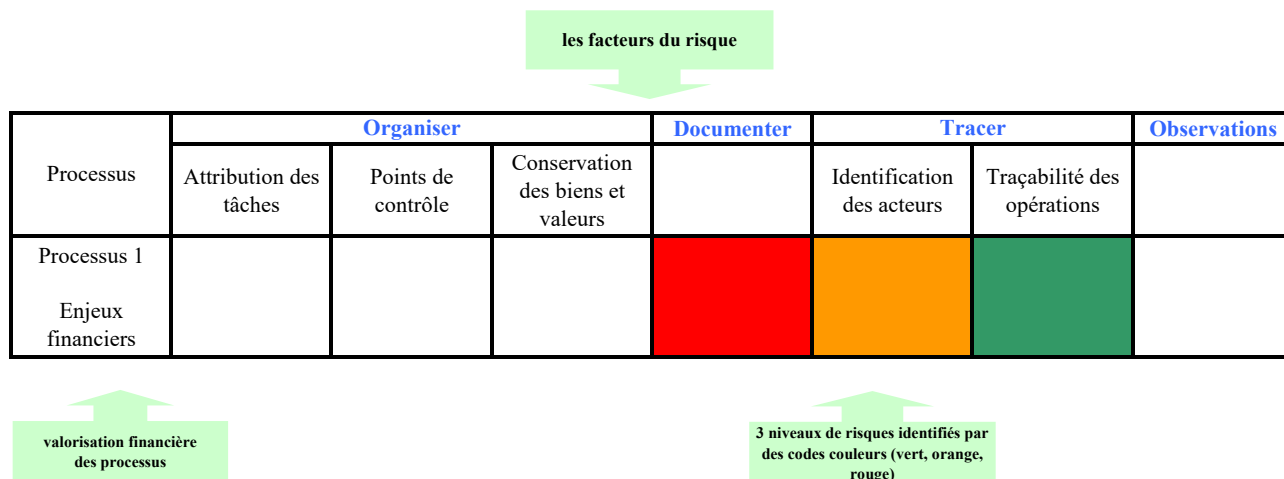 les facteurs du risque
Organiser
Documenter
Tracer
Observations
Processus
Attribution des
tâches
Points de
contrôle
Conservation
des biens et
valeurs
Identification
des acteurs
Traçabilité des
opérations
Processus 1
Enjeux
financiers
valorisation financière
des processus
3 niveaux de risques identifiés par
des codes couleurs (vert, orange,
rouge)